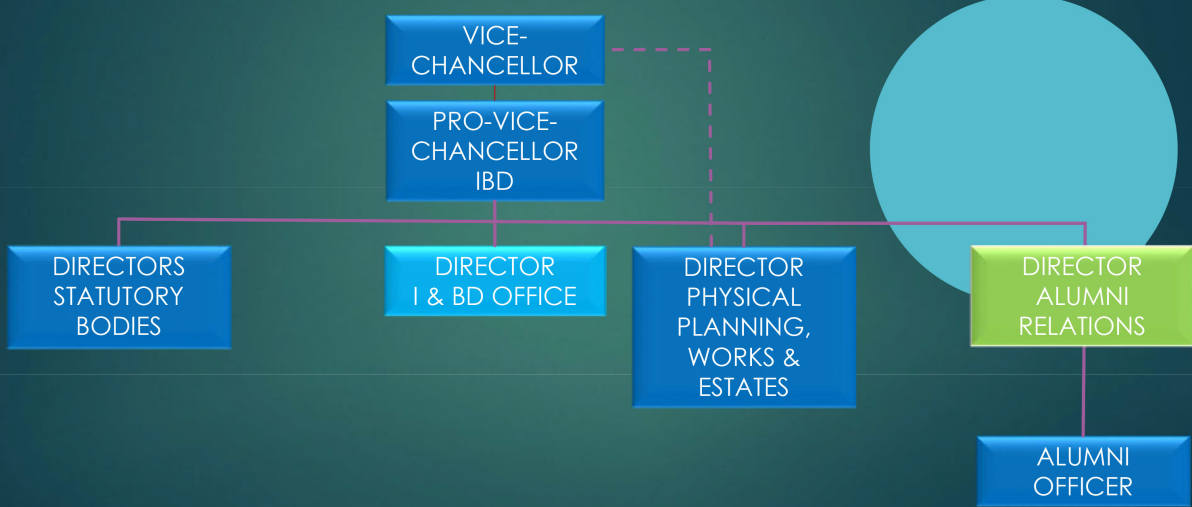 VICE-
CHANCELLOR
PRO-VICE-
CHANCELLOR
IBD
DIRECTORS
STATUTORY
BODIES
DIRECTOR
I & BD OFFICE
DIRECTOR
PHYSICAL
PLANNING,
WORKS &
ESTATES
DIRECTOR
ALUMNI
RELATIONS
ALUMNI
OFFICER